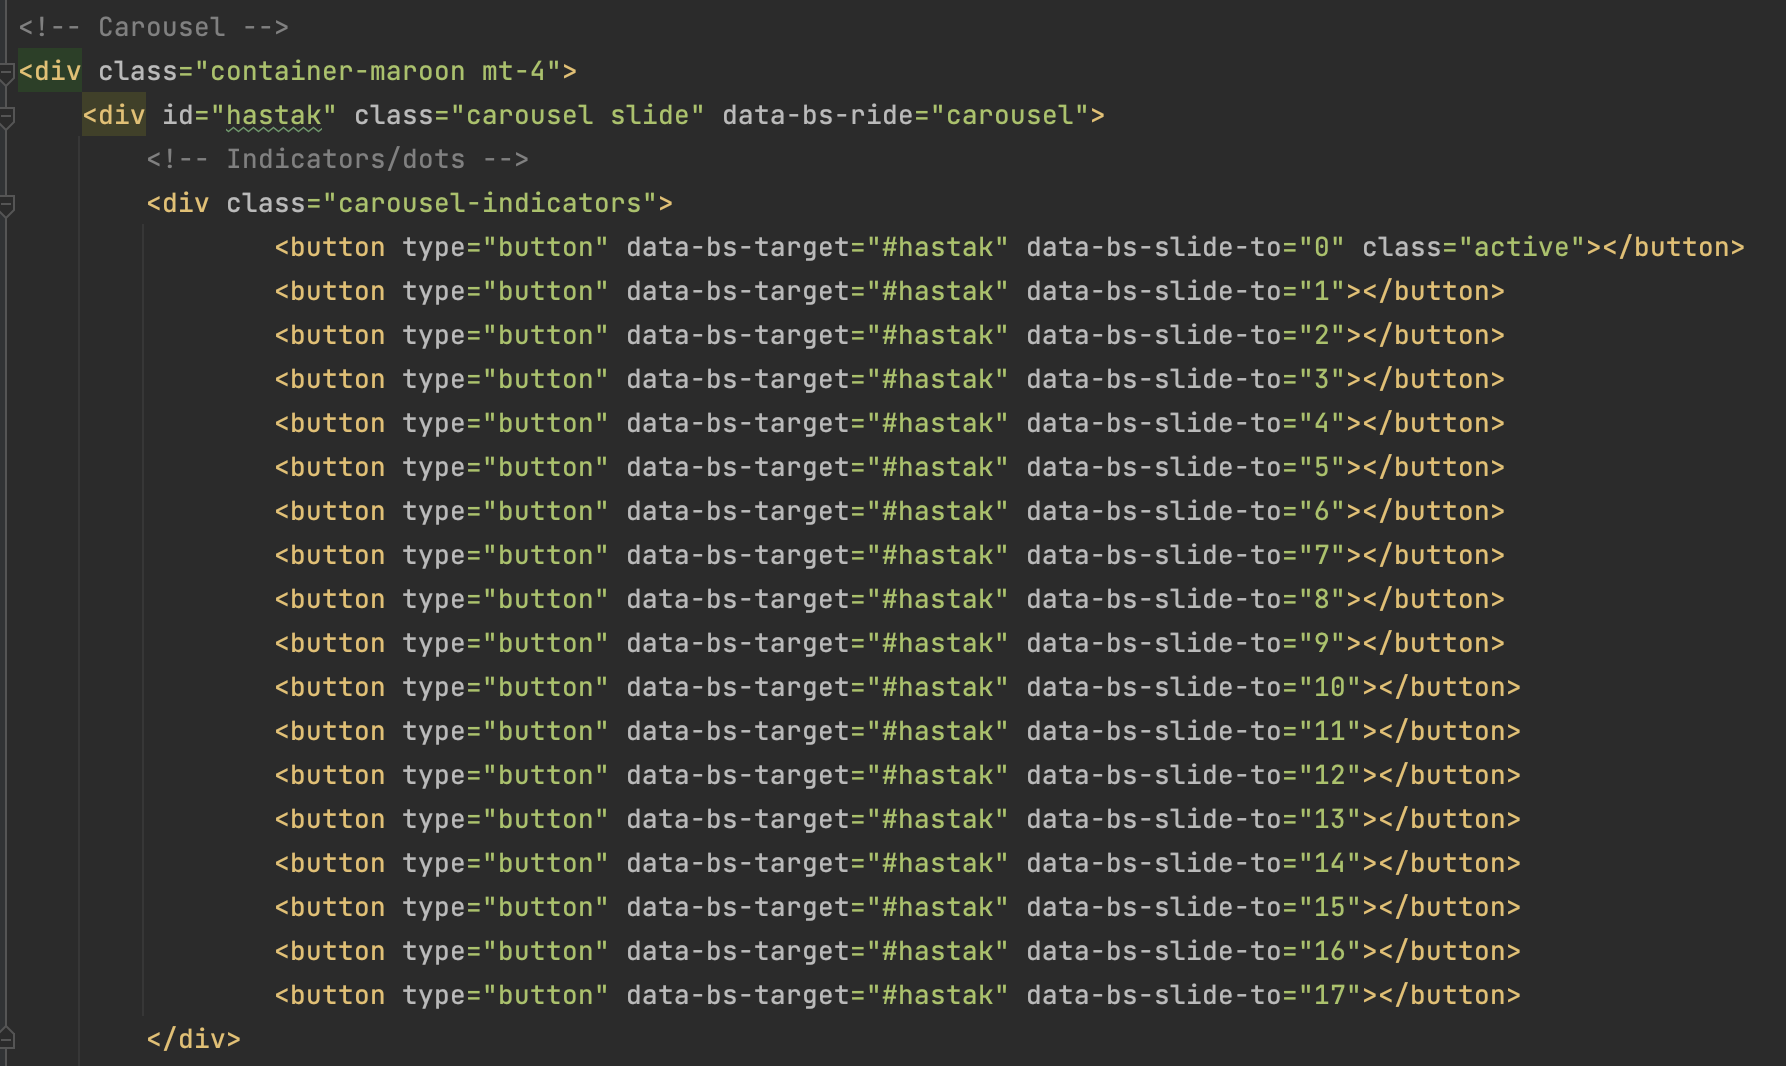 <!-- Carousel -->
<div class="container-maroon mt-4">
<div id="hastak" class="carousel slide" data-bs-ride="carousel">
<!-- Indicators/dots -->
<div class="carousel-indicators">
<button type="button" data-bs-target="#hastak" data-bs-slide-to="0" class="active"></button>
<button type="button" data-bs-target="#hastak" data-bs-slide-to="1"></button>
<button type="button" data-bs-target="#hastak" data-bs-slide-to="2"></button>
<button type="button" data-bs-target="#hastak" data-bs-slide-to="3"></button>
<button type="button" data-bs-target="#hastak" data-bs-slide-to="4"></button>
<button type="button" data-bs-target="#hastak" data-bs-slide-to="5"></button>
<button type="button" data-bs-target="#hastak" data-bs-slide-to="6"></button>
<button type="button" data-bs-target="#hastak" data-bs-slide-to="7"></button>
<button type="button" data-bs-target="#hastak" data-bs-slide-to="8"></button>
<button type="button" data-bs-target="#hastak" data-bs-slide-to="9"></button>
<button type="button" data-bs-target="#hastak" data-bs-slide-to="10"></button>
<button type="button" data-bs-target="#hastak" data-bs-slide-to="11"></button>
<button type="button" data-bs-target="#hastak" data-bs-slide-to="12"></button>
<button type="button" data-bs-target="#hastak" data-bs-slide-to="13"></button>
<button type="button" data-bs-target="#hastak" data-bs-slide-to="14"></button>
<button type="button" data-bs-target="#hastak" data-bs-slide-to="15"></button>
<button type="button" data-bs-target="#hastak" data-bs-slide-to="16"></button>
<button type="button" data-bs-target="#hastak" data-bs-slide-to="17"></button>
</div>